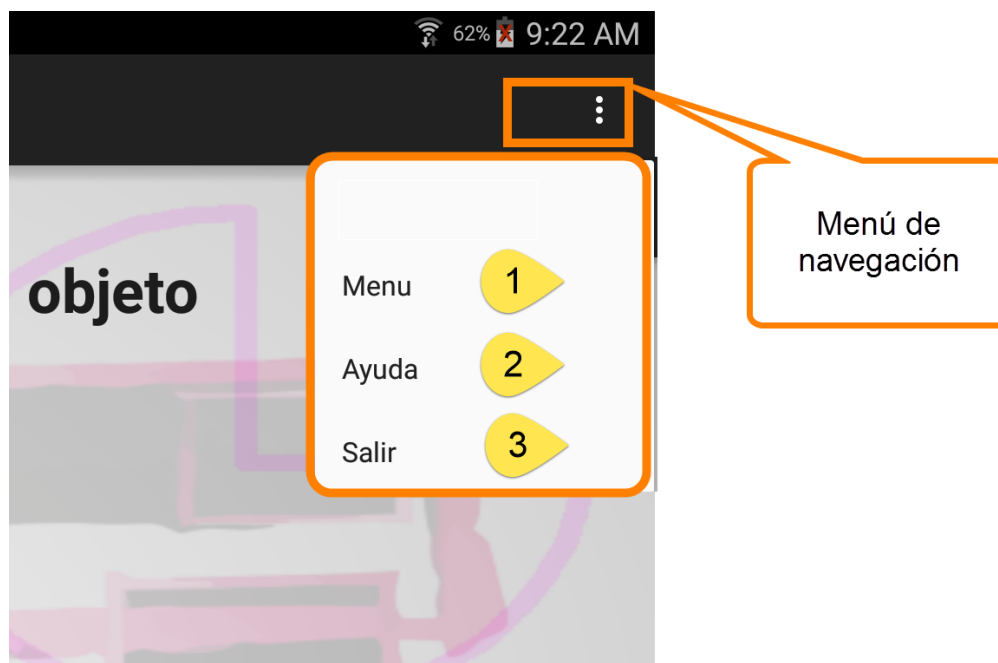 62% 9:22 AM
Menú de
navegación
objeto
Menu 1
Ayuda 2
Salir 3